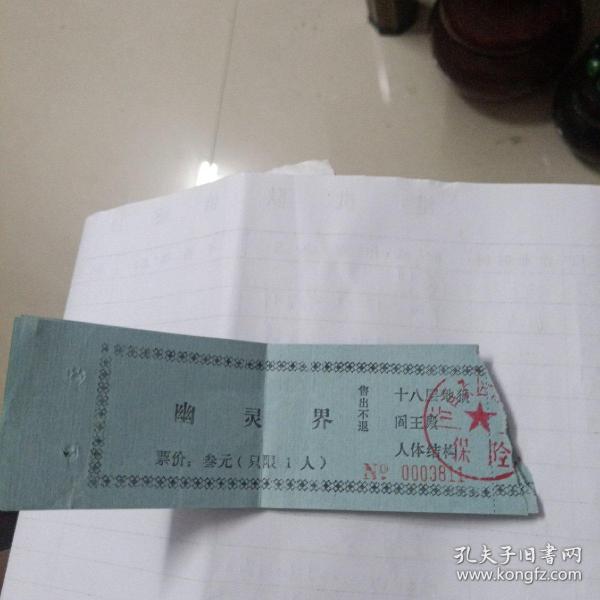 幽灵界
票价：叁元（只限1人）
售出不退
十八层地狱
阎王殿
人体结构
№ 0003811
保险
孔夫子旧书网
www.kongfz.com